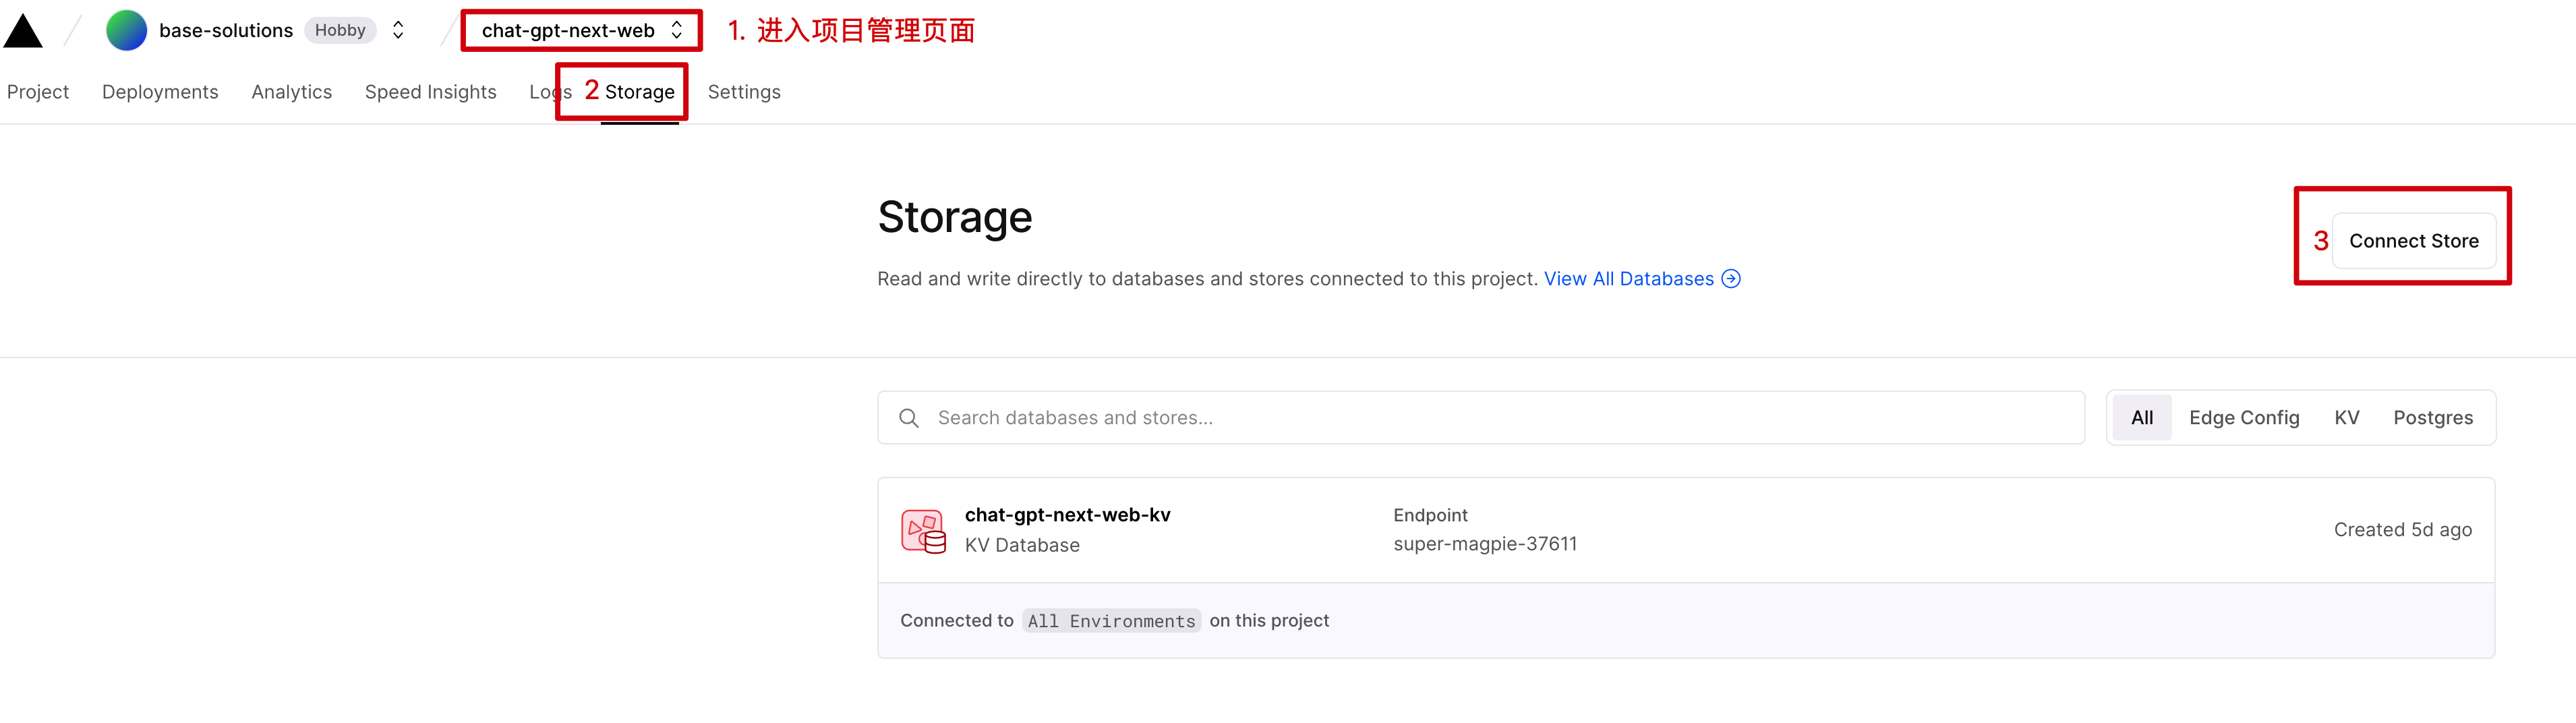 base-solutions Hobby chat-gpt-next-web 1. 进入项目管理页面
Project Deployments Analytics Speed Insights Logs 2 Storage Settings
Storage
3 Connect Store
Read and write directly to databases and stores connected to this project. View All Databases
Search databases and stores...
All Edge Config KV Postgres
chat-gpt-next-web-kv
KV Database
Endpoint
super-magpie-37611
Created 5d ago
Connected to All Environments on this project